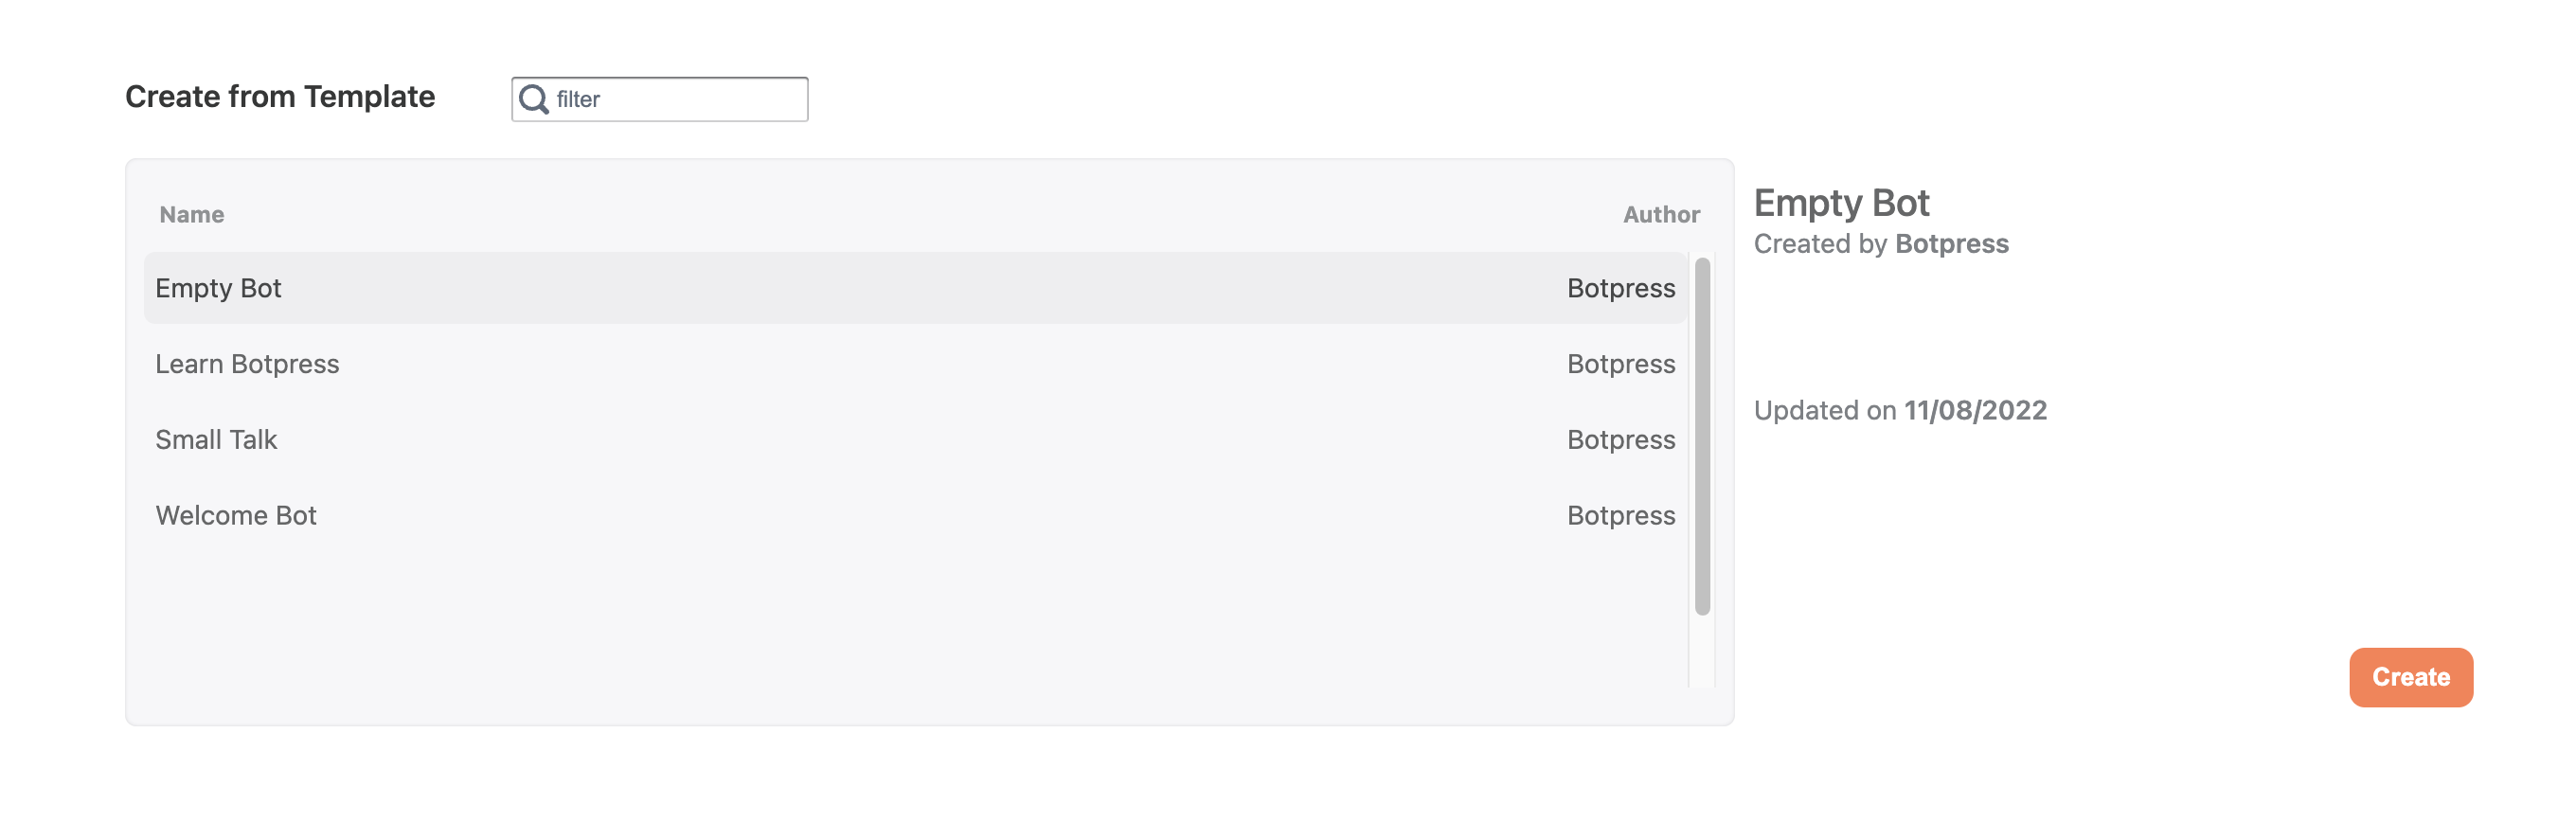 Create from Template
filter
Name Author
Empty Bot Botpress
Learn Botpress Botpress
Small Talk Botpress
Welcome Bot Botpress
Empty Bot
Created by Botpress
Updated on 11/08/2022
Create